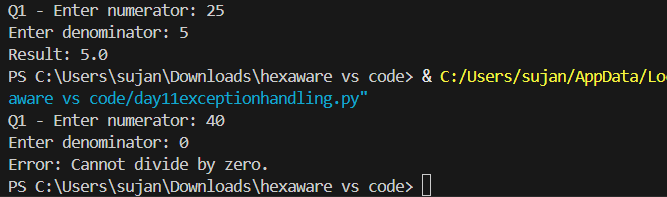 Q1 - Enter numerator: 25
Enter denominator: 5
Result: 5.0
PS C:\Users\sujan\Downloads\hexaware vs code> & C:/Users/sujan/AppData/Lo
aware vs code/day11exceptionhandling.py"
Q1 - Enter numerator: 40
Enter denominator: 0
Error: Cannot divide by zero.
PS C:\Users\sujan\Downloads\hexaware vs code>